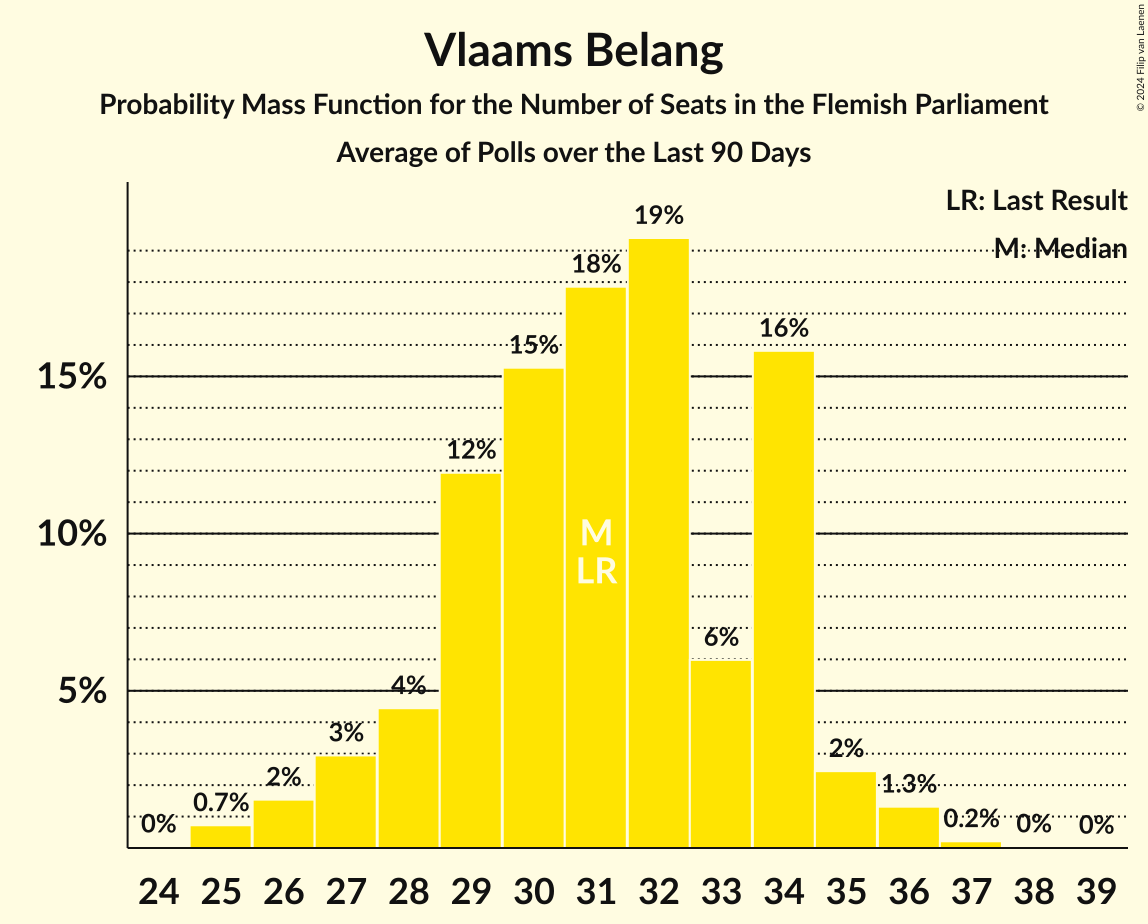 Vlaams Belang
Probability Mass Function for the Number of Seats in the Flemish Parliament
Average of Polls over the Last 90 Days
© 2024 Filip van Laenen
LR: Last Result
M: Median
15%
10%
5%
0%
0.7%
2%
3%
4%
12%
15%
18%
19%
6%
16%
2%
1.3%
0.2%
0%
0%
M
LR
24 25 26 27 28 29 30 31 32 33 34 35 36 37 38 39